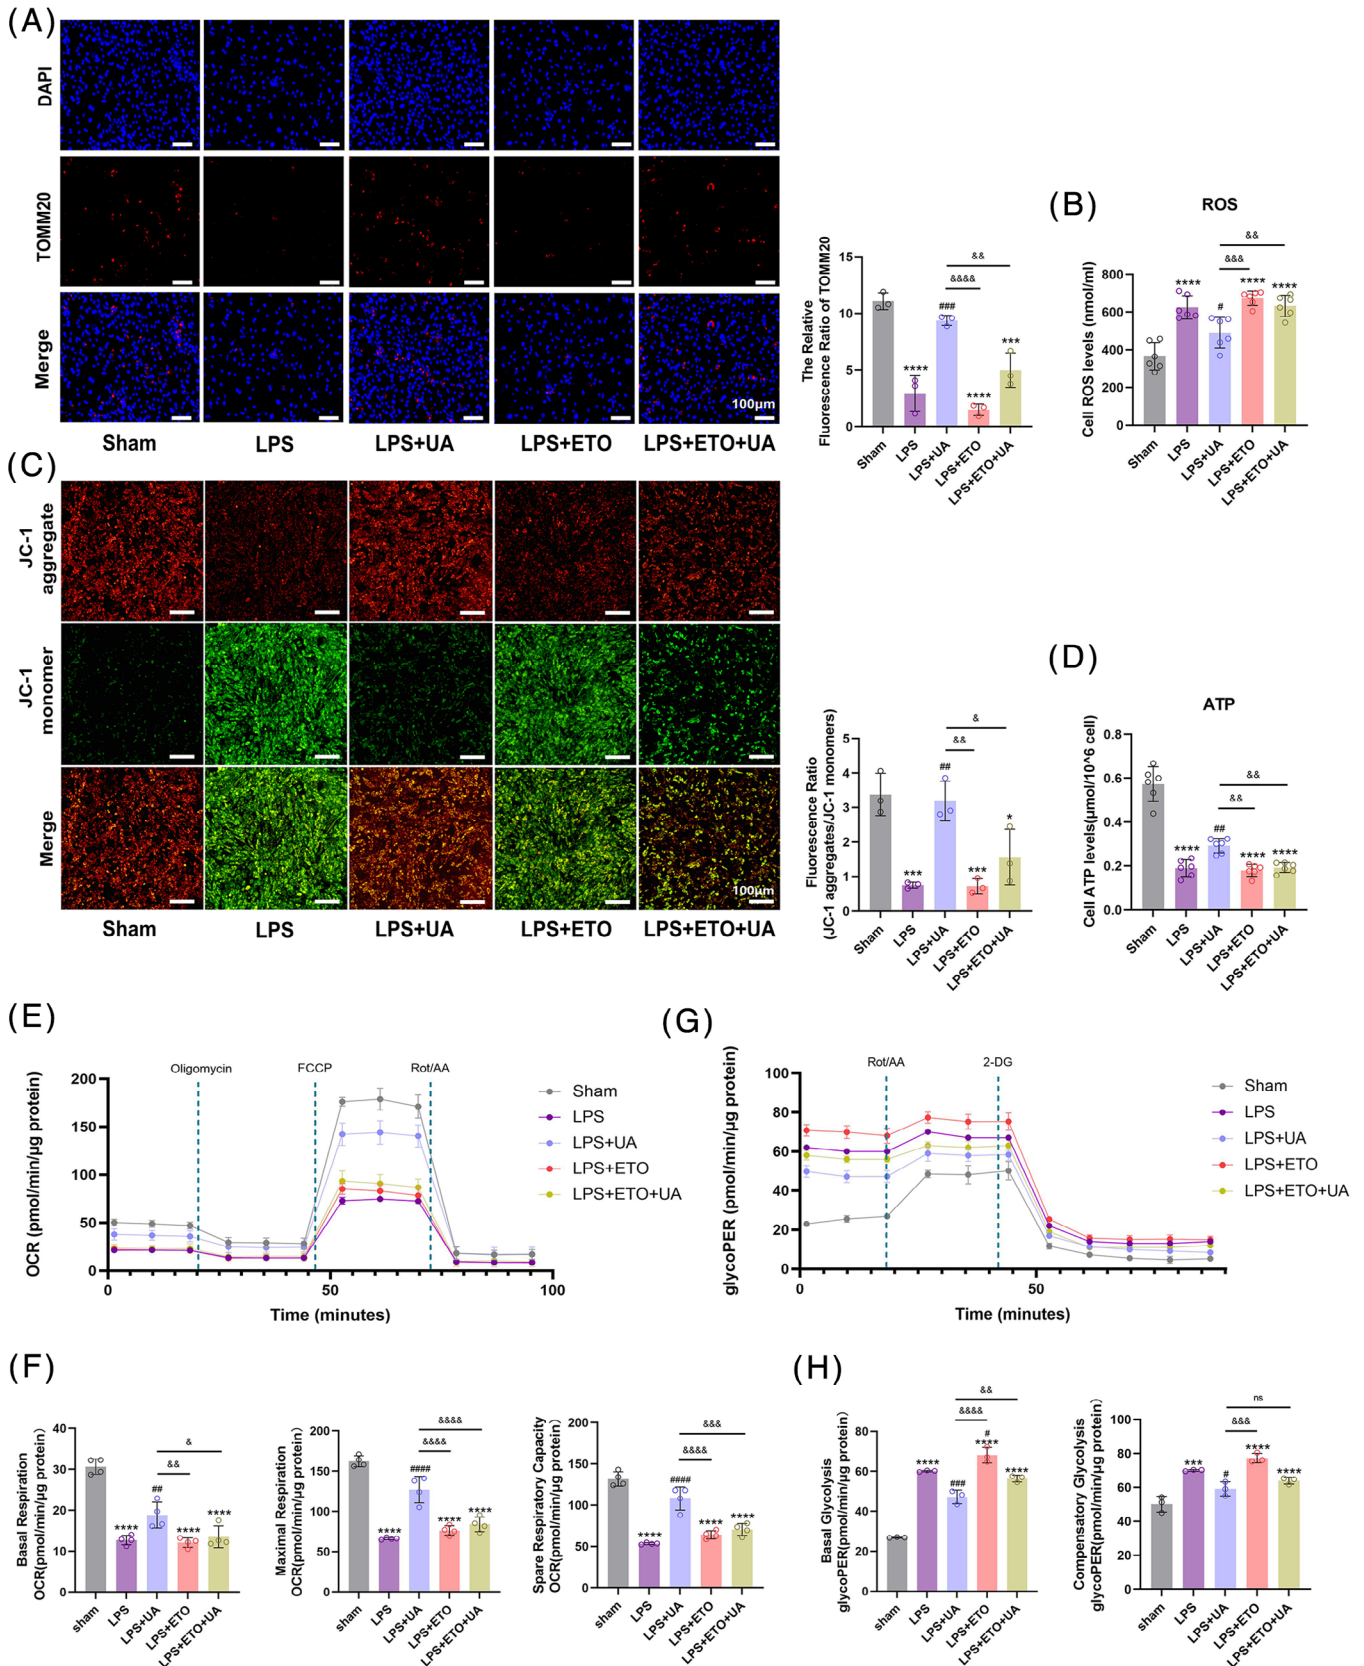 (A)
DAPI
TOMM20
Merge
100μm
Sham LPS LPS+UA LPS+ETO LPS+ETO+UA
The Relative
Fluorescence Ratio of TOMM20
15
10
5
0
****
###
****
***
&&&&
&&
Sham
LPS
LPS+UA
LPS+ETO
LPS+ETO+UA
(B)
ROS
Cell ROS levels (nmol/ml)
800
600
400
200
0
****
#
****
****
&&&
&&
Sham
LPS
LPS+UA
LPS+ETO
LPS+ETO+UA
(C)
JC-1
aggregate
JC-1
monomer
Merge
100μm
Sham LPS LPS+UA LPS+ETO LPS+ETO+UA
Fluorescence Ratio
(JC-1 aggregates/JC-1 monomers)
5
4
3
2
1
0
***
##
***
*
&&
&
Sham
LPS
LPS+UA
LPS+ETO
LPS+ETO+UA
(D)
ATP
Cell ATP levels(μmol/10^6 cell)
0.8
0.6
0.4
0.2
0.0
****
##
****
****
&&
&&
Sham
LPS
LPS+UA
LPS+ETO
LPS+ETO+UA
(E)
OCR (pmol/min/μg protein)
200
150
100
50
0
Oligomycin FCCP Rot/AA
0 50 100
Time (minutes)
Sham
LPS
LPS+UA
LPS+ETO
LPS+ETO+UA
(G)
glycoPER (pmol/min/μg protein)
100
80
60
40
20
0
Rot/AA 2-DG
0 50
Time (minutes)
Sham
LPS
LPS+UA
LPS+ETO
LPS+ETO+UA
(F)
Basal Respiration
OCR(pmol/min/μg protein)
40
30
20
10
0
****
##
****
****
&&
&
sham
LPS
LPS+UA
LPS+ETO
LPS+ETO+UA
Maximal Respiration
OCR(pmol/min/μg protein)
200
150
100
50
0
****
####
****
****
&&&&
&&&&
sham
LPS
LPS+UA
LPS+ETO
LPS+ETO+UA
Spare Respiratory Capacity
OCR(pmol/min/μg protein)
200
150
100
50
0
****
####
****
****
&&&&
&&&
sham
LPS
LPS+UA
LPS+ETO
LPS+ETO+UA
(H)
Basal Glycolysis
glycoPER(pmol/min/μg protein)
80
60
40
20
0
****
###
#
****
****
&&&&
&&
sham
LPS
LPS+UA
LPS+ETO
LPS+ETO+UA
Compensatory Glycolysis
glycoPER(pmol/min/μg protein)
100
80
60
40
20
0
***
#
****
****
&&&
ns
sham
LPS
LPS+UA
LPS+ETO
LPS+ETO+UA